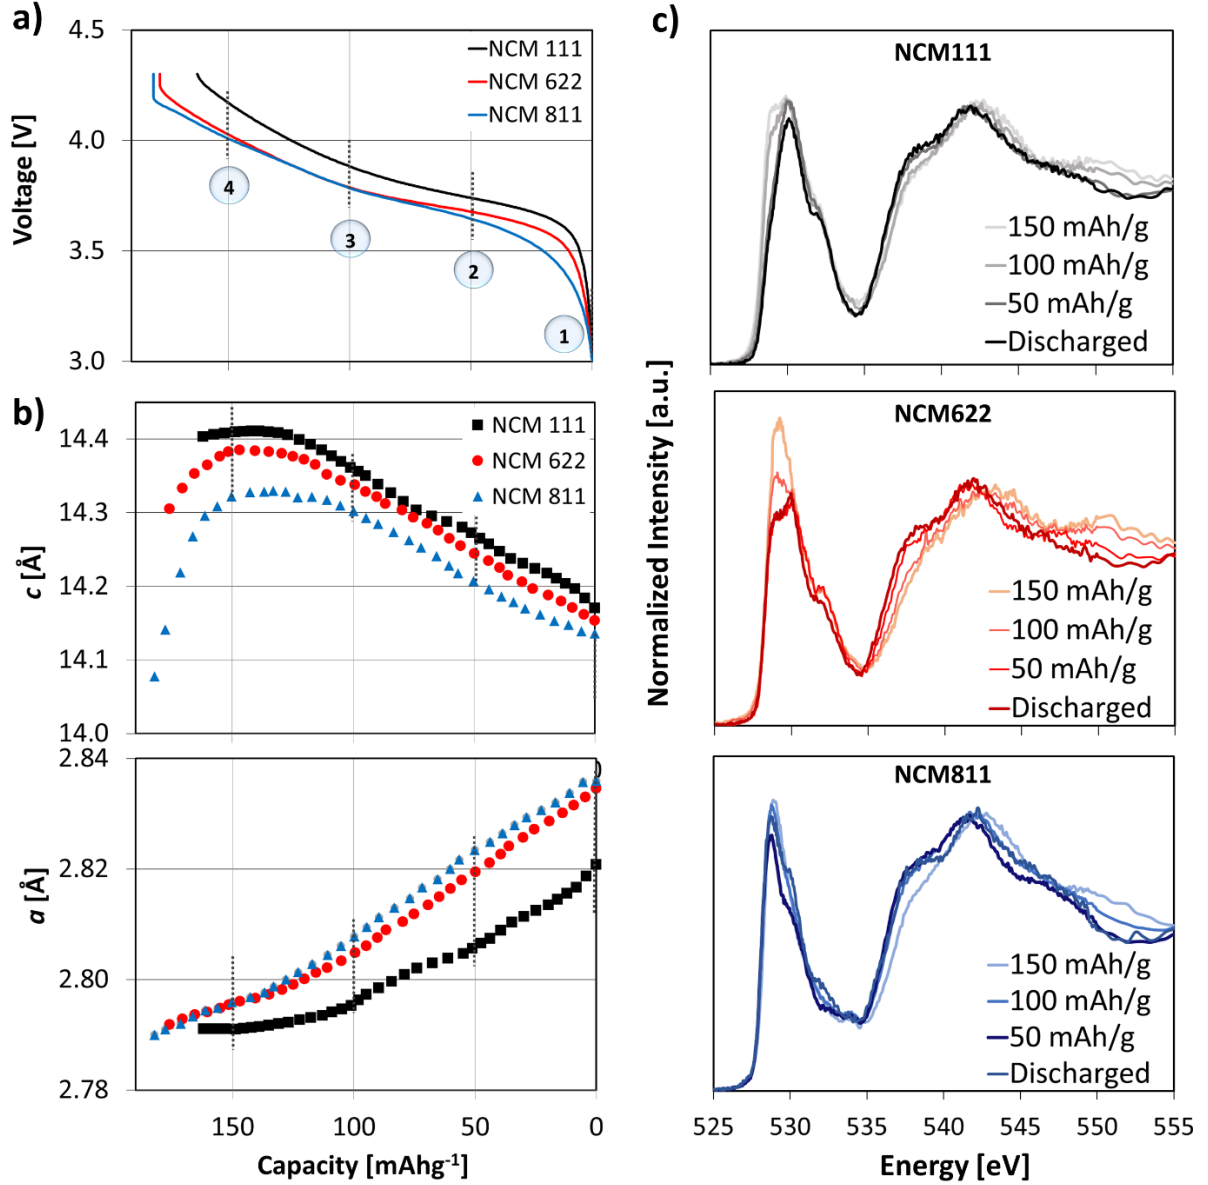 a)
4.5
4.0
3.5
3.0
Voltage [V]
NCM 111
NCM 622
NCM 811
4
3
2
1
b)
14.4
14.3
14.2
14.1
14.0
c [Å]
NCM 111
NCM 622
NCM 811
2.84
2.82
2.80
2.78
a [Å]
0
150
100
50
0
Capacity [mAhg⁻¹]
c)
Normalized Intensity [a.u.]
NCM111
150 mAh/g
100 mAh/g
50 mAh/g
Discharged
NCM622
150 mAh/g
100 mAh/g
50 mAh/g
Discharged
NCM811
150 mAh/g
100 mAh/g
50 mAh/g
Discharged
525
530
535
540
545
550
555
Energy [eV]